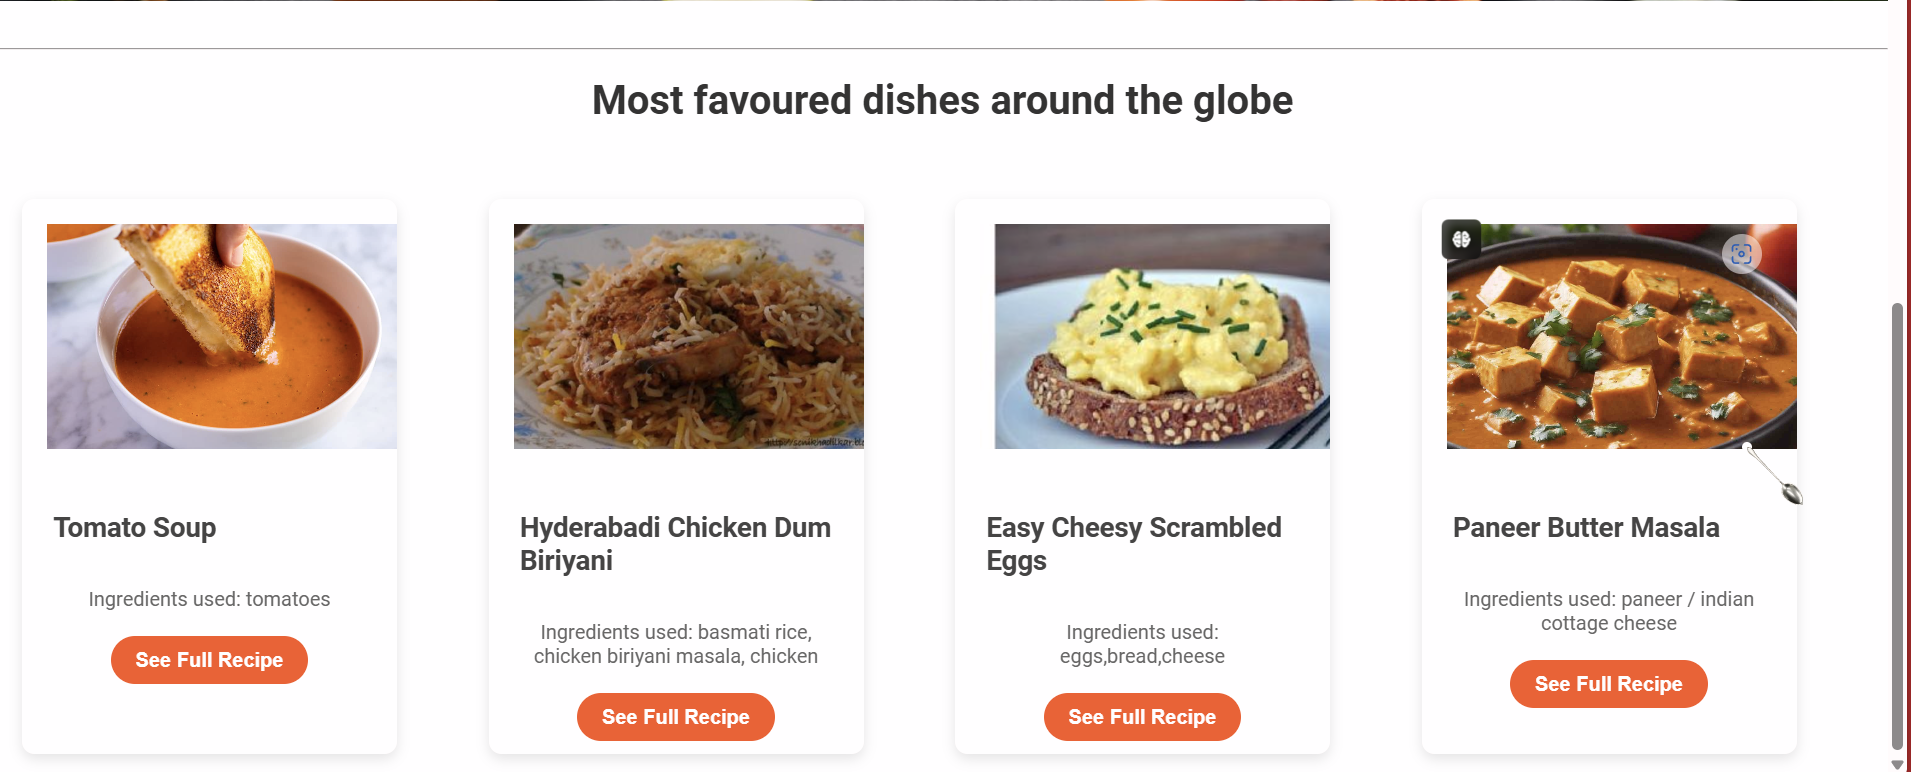 Most favoured dishes around the globe
Tomato Soup
Ingredients used: tomatoes
See Full Recipe
Hyderabadi Chicken Dum
Biriyani
Ingredients used: basmati rice,
chicken biriyani masala, chicken
See Full Recipe
Easy Cheesy Scrambled
Eggs
Ingredients used:
eggs,bread,cheese
See Full Recipe
Paneer Butter Masala
Ingredients used: paneer / indian
cottage cheese
See Full Recipe